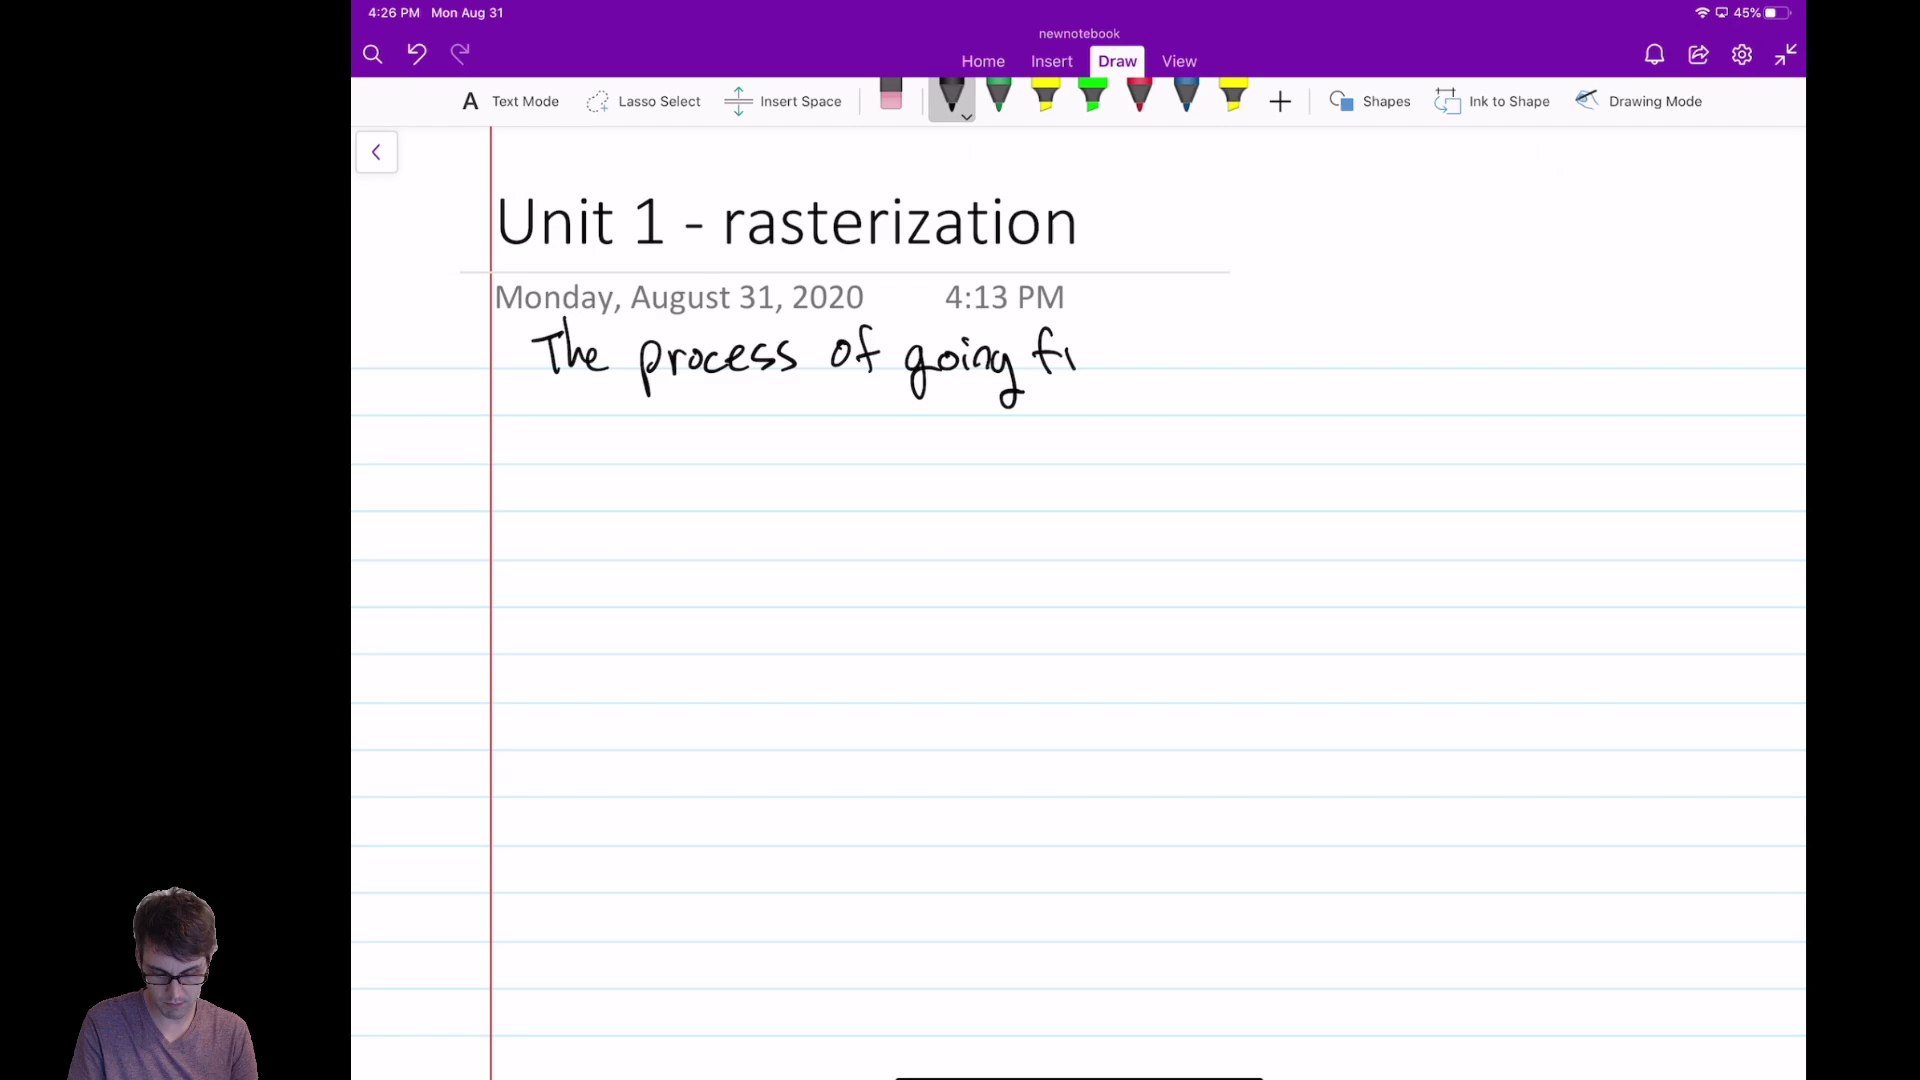 4:26 PM Mon Aug 31
45%
newnotebook
Home Insert Draw View
A Text Mode Lasso Select Insert Space Shapes Ink to Shape Drawing Mode
Unit 1 - rasterization
Monday, August 31, 2020 4:13 PM
The process of going fr